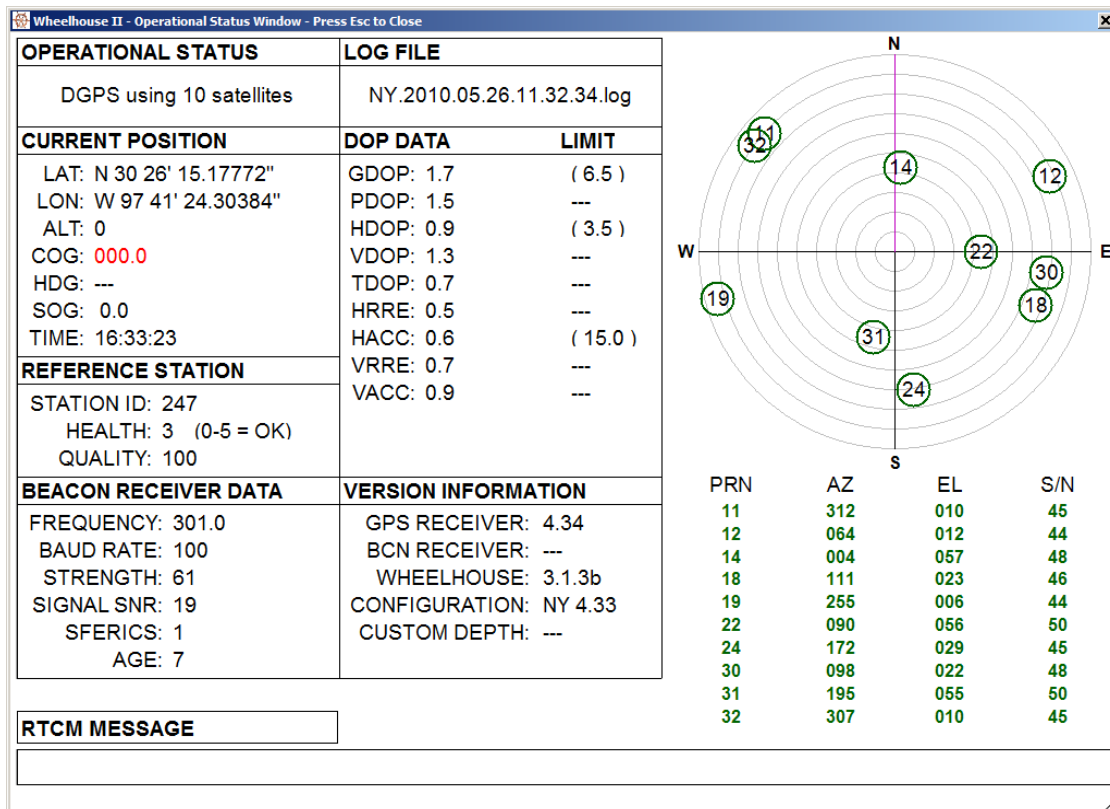 Wheelhouse II - Operational Status Window - Press Esc to Close
OPERATIONAL STATUS
DGPS using 10 satellites
LOG FILE
NY.2010.05.26.11.32.34.log
CURRENT POSITION
LAT: N 30 26' 15.17772"
LON: W 97 41' 24.30384"
ALT: 0
COG: 000.0
HDG: ---
SOG: 0.0
TIME: 16:33:23
DOP DATA LIMIT
GDOP: 1.7 ( 6.5 )
PDOP: 1.5 ---
HDOP: 0.9 ( 3.5 )
VDOP: 1.3 ---
TDOP: 0.7 ---
HRRE: 0.5 ---
HACC: 0.6 ( 15.0 )
VRRE: 0.7 ---
VACC: 0.9 ---
REFERENCE STATION
STATION ID: 247
HEALTH: 3 (0-5 = OK)
QUALITY: 100
BEACON RECEIVER DATA
FREQUENCY: 301.0
BAUD RATE: 100
STRENGTH: 61
SIGNAL SNR: 19
SFERICS: 1
AGE: 7
VERSION INFORMATION
GPS RECEIVER: 4.34
BCN RECEIVER: ---
WHEELHOUSE: 3.1.3b
CONFIGURATION: NY 4.33
CUSTOM DEPTH: ---
N
11
32
14
12
W
22
E
30
19
18
31
24
S
PRN AZ EL S/N
11 312 010 45
12 064 012 44
14 004 057 48
18 111 023 46
19 255 006 44
22 090 056 50
24 172 029 45
30 098 022 48
31 195 055 50
32 307 010 45
RTCM MESSAGE